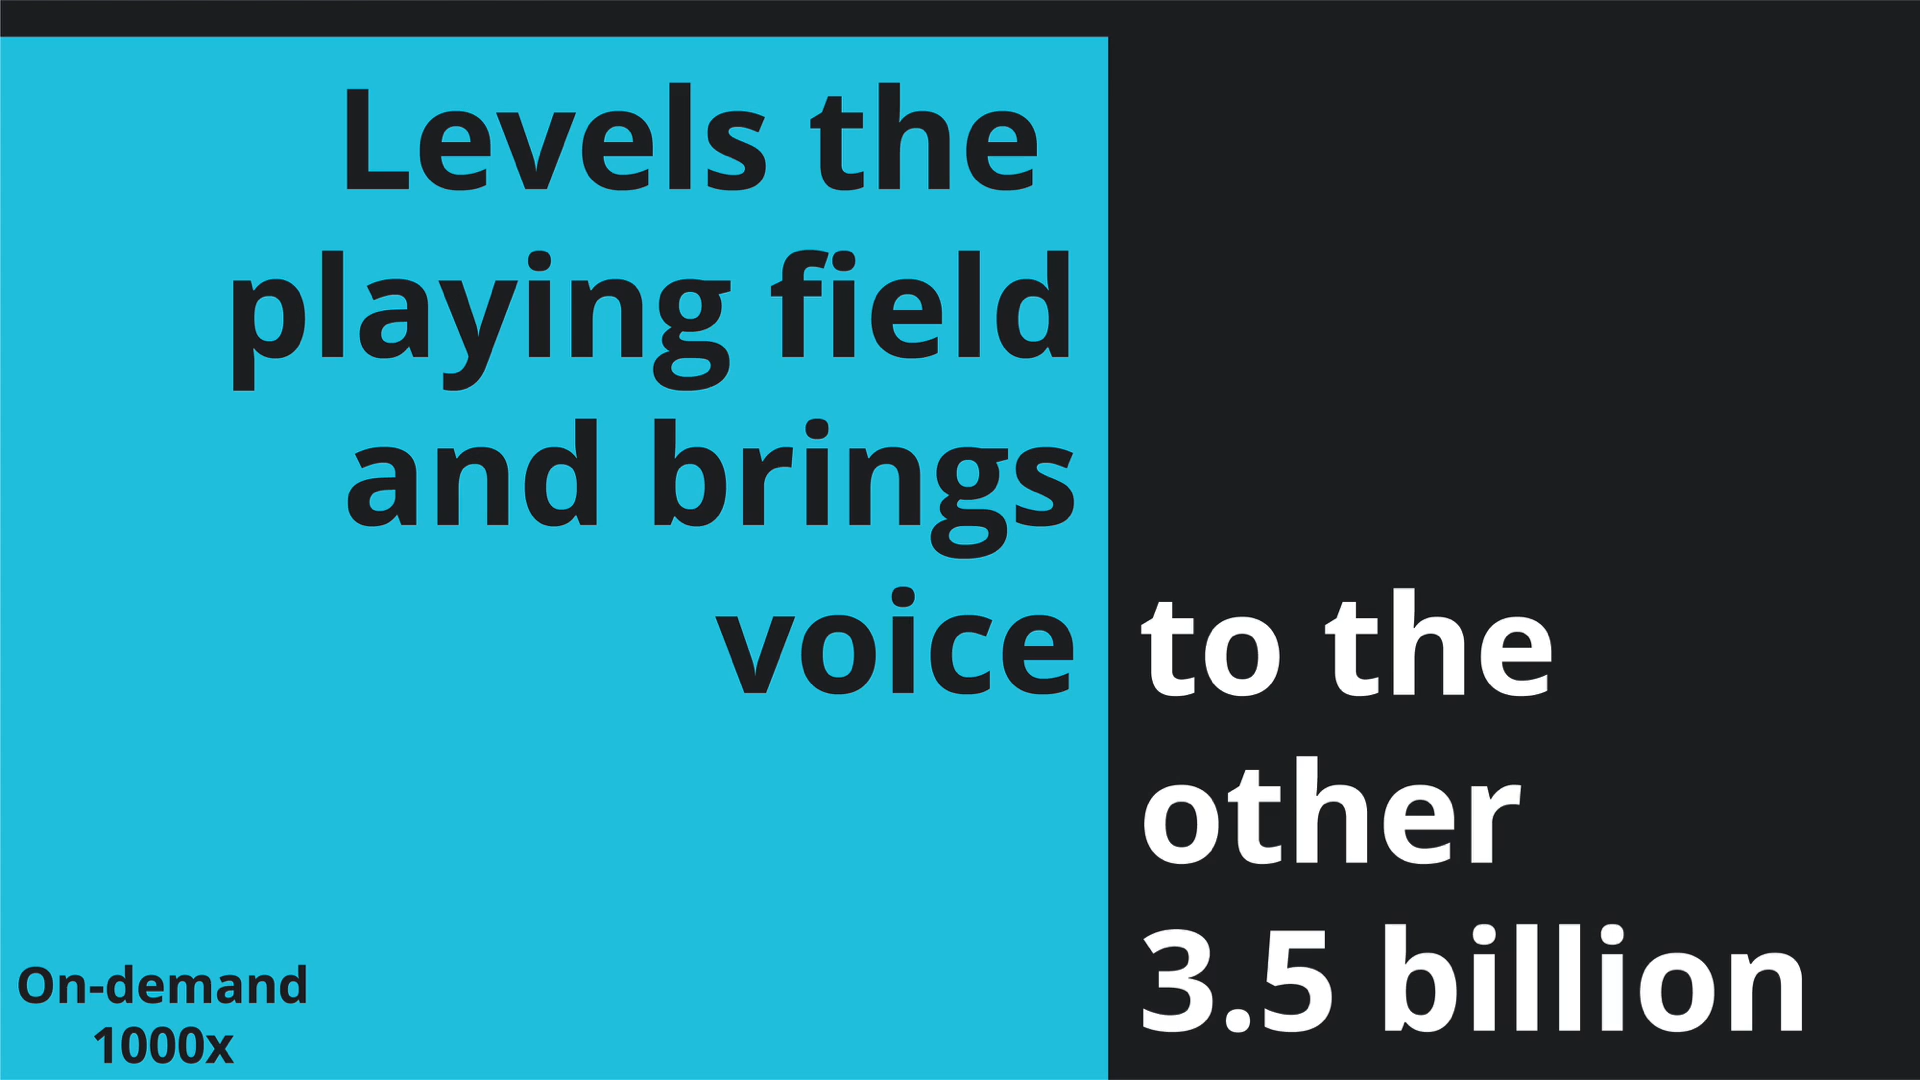 Levels the
playing field
and brings
voice
to the
other
3.5 billion
On-demand
1000x